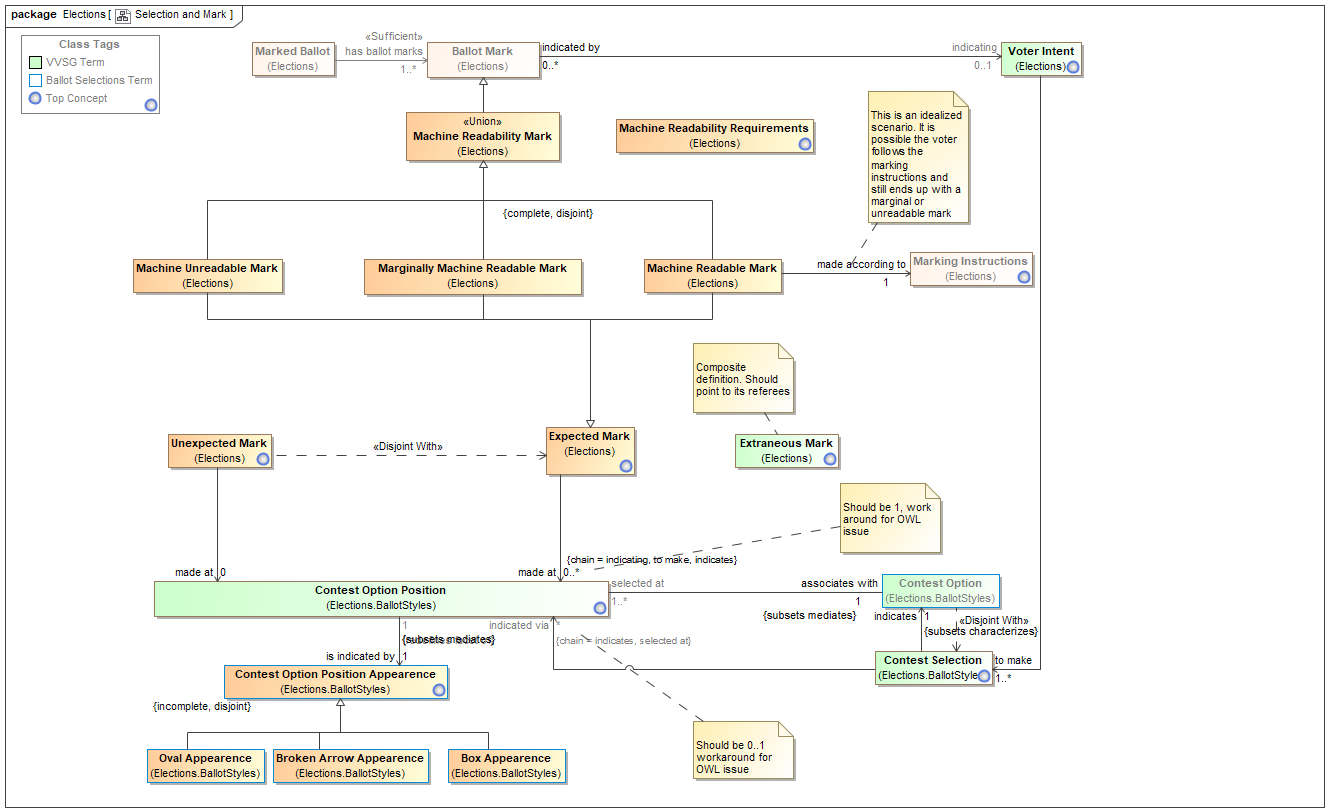 package Elections [ Selection and Mark ]
Class Tags
VVSG Term
Ballot Selections Term
Top Concept
Marked Ballot
(Elections)
«Sufficient»
has ballot marks
1..*
Ballot Mark
(Elections)
indicated by
0..*
indicating
0..1
Voter Intent
(Elections)
«Union»
Machine Readability Mark
(Elections)
Machine Readability Requirements
(Elections)
This is an idealized
scenario. It is
possible the voter
follows the
marking
instructions and
still ends up with a
marginal or
unreadable mark
{complete, disjoint}
Machine Unreadable Mark
(Elections)
Marginally Machine Readable Mark
(Elections)
Machine Readable Mark
(Elections)
made according to
1
Marking Instructions
(Elections)
Composite
definition. Should
point to its referees
Unexpected Mark
(Elections)
«Disjoint With»
Expected Mark
(Elections)
Extraneous Mark
(Elections)
Should be 1, work
around for OWL
issue
{chain = indicating, to make, indicates}
made at 0
made at 0..*
Contest Option Position
(Elections.BallotStyles)
selected at
1..*
associates with
1
{subsets mediates}
Contest Option
(Elections.BallotStyles)
indicates 1
«Disjoint With»
{subsets characterizes}
1
{subsets mediates}
indicated via *
{chain = indicates, selected at}
is indicated by 1
Contest Selection
(Elections.BallotStyles)
to make
1..*
Contest Option Position Appearence
(Elections.BallotStyles)
{incomplete, disjoint}
Oval Appearence
(Elections.BallotStyles)
Broken Arrow Appearence
(Elections.BallotStyles)
Box Appearence
(Elections.BallotStyles)
Should be 0..1
workaround for
OWL issue